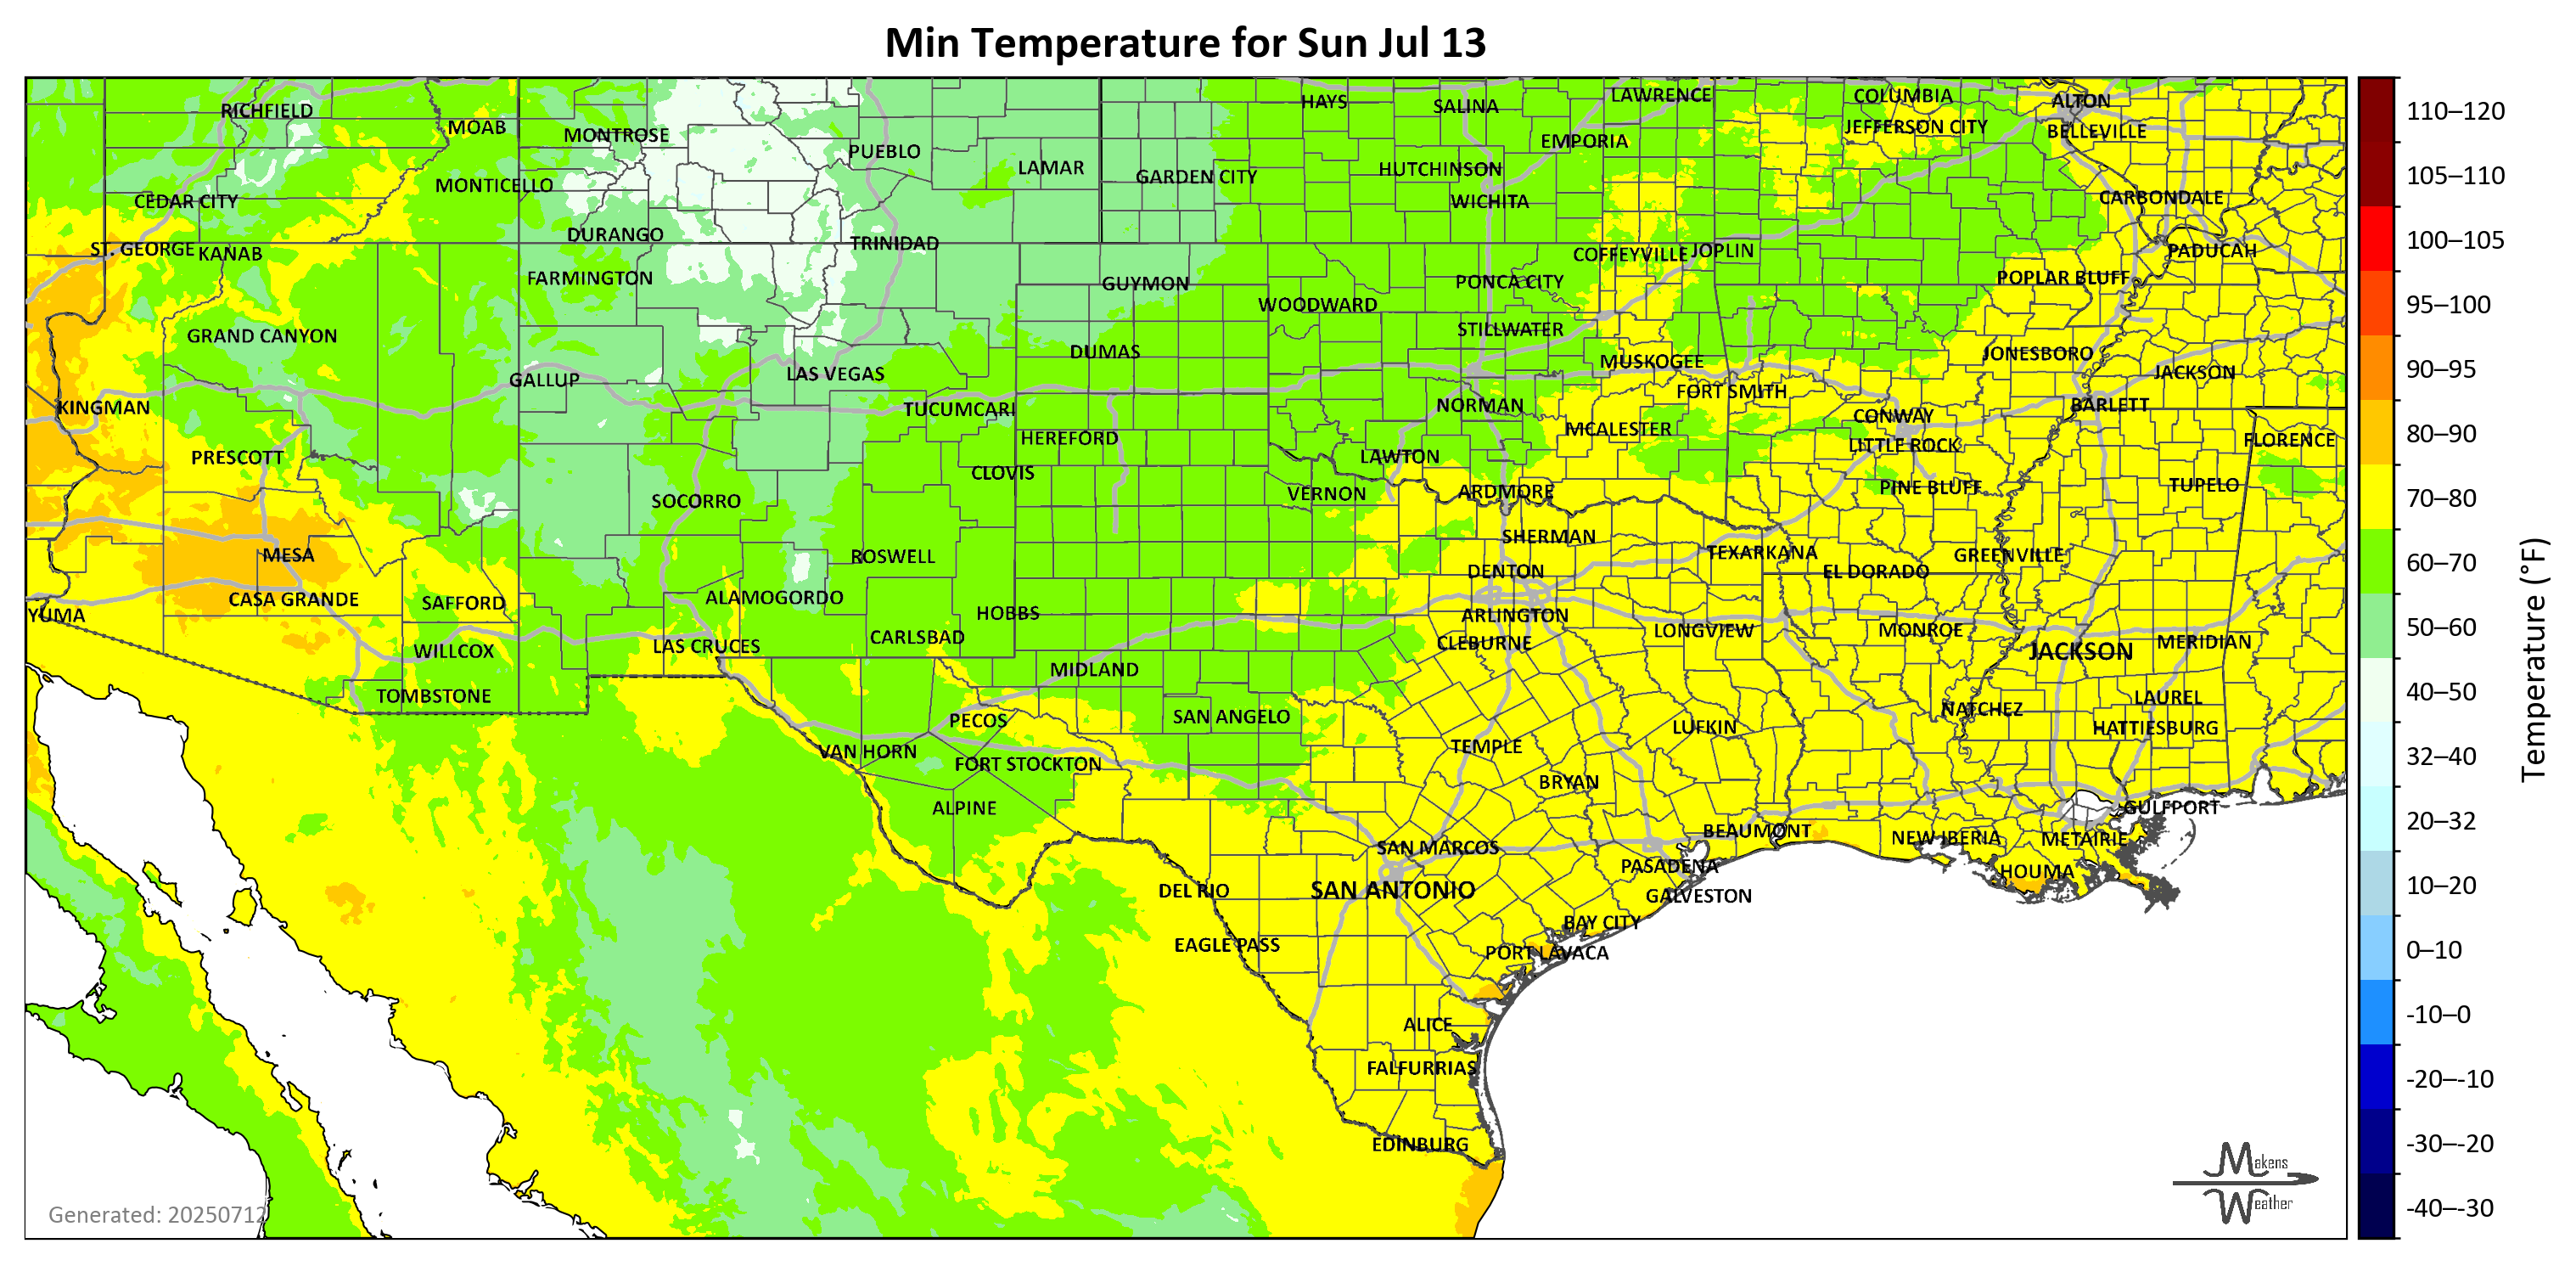 Min Temperature for Sun Jul 13
RICHFIELD
MOAB
MONTROSE
PUEBLO
LAMAR
GARDEN CITY
HAYS
SALINA
LAWRENCE
EMPORIA
HUTCHINSON
WICHITA
COLUMBIA
JEFFERSON CITY
ALTON
BELLEVILLE
CARBONDALE
MONTICELLO
CEDAR CITY
DURANGO
TRINIDAD
ST. GEORGE
KANAB
FARMINGTON
GUYMON
WOODWARD
PONCA CITY
COFFEYVILLE
JOPLIN
POPLAR BLUFF
PADUCAH
GRAND CANYON
STILLWATER
DUMAS
MUSKOGEE
JONESBORO
JACKSON
GALLUP
LAS VEGAS
FORT SMITH
KINGMAN
TUCUMCARI
NORMAN
CONWAY
BARLETT
HEREFORD
MCALESTER
LITTLE ROCK
FLORENCE
PRESCOTT
CLOVIS
LAWTON
SOCORRO
VERNON
ARDMORE
PINE BLUFF
TUPELO
MESA
ROSWELL
SHERMAN
TEXARKANA
GREENVILLE
DENTON
EL DORADO
CASA GRANDE
SAFFORD
ALAMOGORDO
HOBBS
YUMA
ARLINGTON
CARLSBAD
LONGVIEW
MONROE
WILLCOX
LAS CRUCES
CLEBURNE
JACKSON
MERIDIAN
MIDLAND
TOMBSTONE
LAUREL
PECOS
SAN ANGELO
NATCHEZ
VAN HORN
LUFKIN
HATTIESBURG
FORT STOCKTON
TEMPLE
BRYAN
ALPINE
GULFPORT
BEAUMONT
NEW IBERIA
METAIRIE
SAN MARCOS
PASADENA
HOUMA
DEL RIO
SAN ANTONIO
GALVESTON
EAGLE PASS
BAY CITY
PORT LAVACA
ALICE
FALFURRIAS
EDINBURG
Generated: 20250712
Makens
Weather
110–120
105–110
100–105
95–100
90–95
80–90
70–80
60–70
50–60
40–50
32–40
20–32
10–20
0–10
-10–0
-20–-10
-30–-20
-40–-30
Temperature (°F)